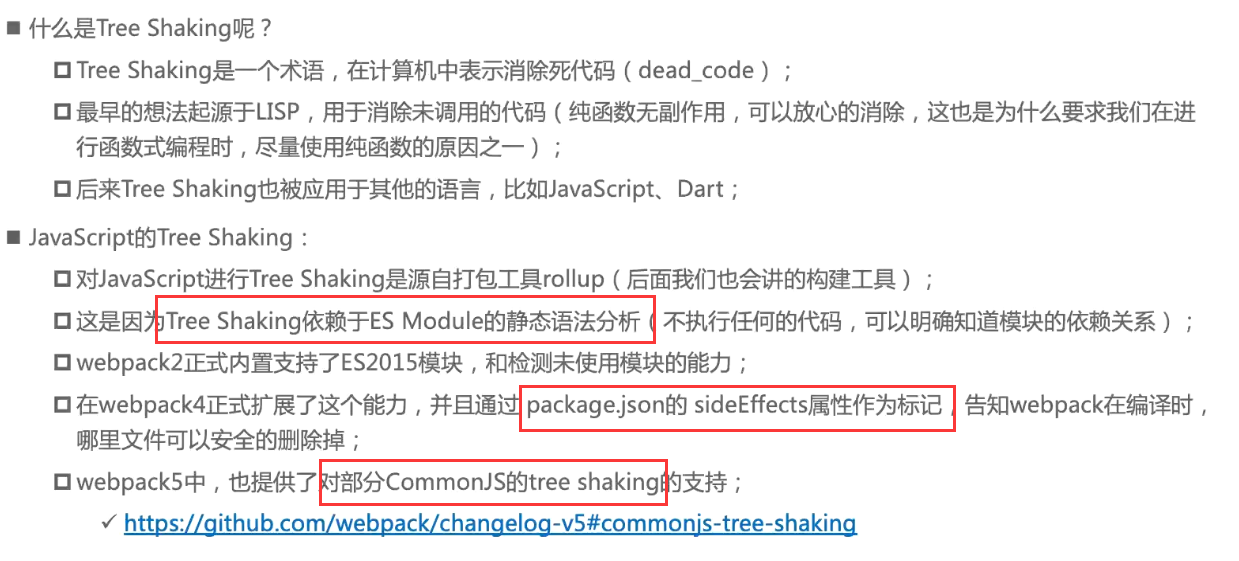 什么是Tree Shaking呢？
Tree Shaking是一个术语，在计算机中表示消除死代码（dead_code）；
最早的想法起源于LISP，用于消除未调用的代码（纯函数无副作用，可以放心的消除，这也是为什么要求我们在进
行函数式编程时，尽量使用纯函数的原因之一）；
后来Tree Shaking也被应用于其他的语言，比如JavaScript、Dart；
JavaScript的Tree Shaking：
对JavaScript进行Tree Shaking是源自打包工具rollup（后面我们也会讲的构建工具）；
这是因为Tree Shaking依赖于ES Module的静态语法分析（不执行任何的代码，可以明确知道模块的依赖关系）；
webpack2正式内置支持了ES2015模块，和检测未使用模块的能力；
在webpack4正式扩展了这个能力，并且通过 package.json的 sideEffects属性作为标记，告知webpack在编译时，
哪里文件可以安全的删除掉；
webpack5中，也提供了对部分CommonJS的tree shaking的支持；
✓ https://github.com/webpack/changelog-v5#commonjs-tree-shaking